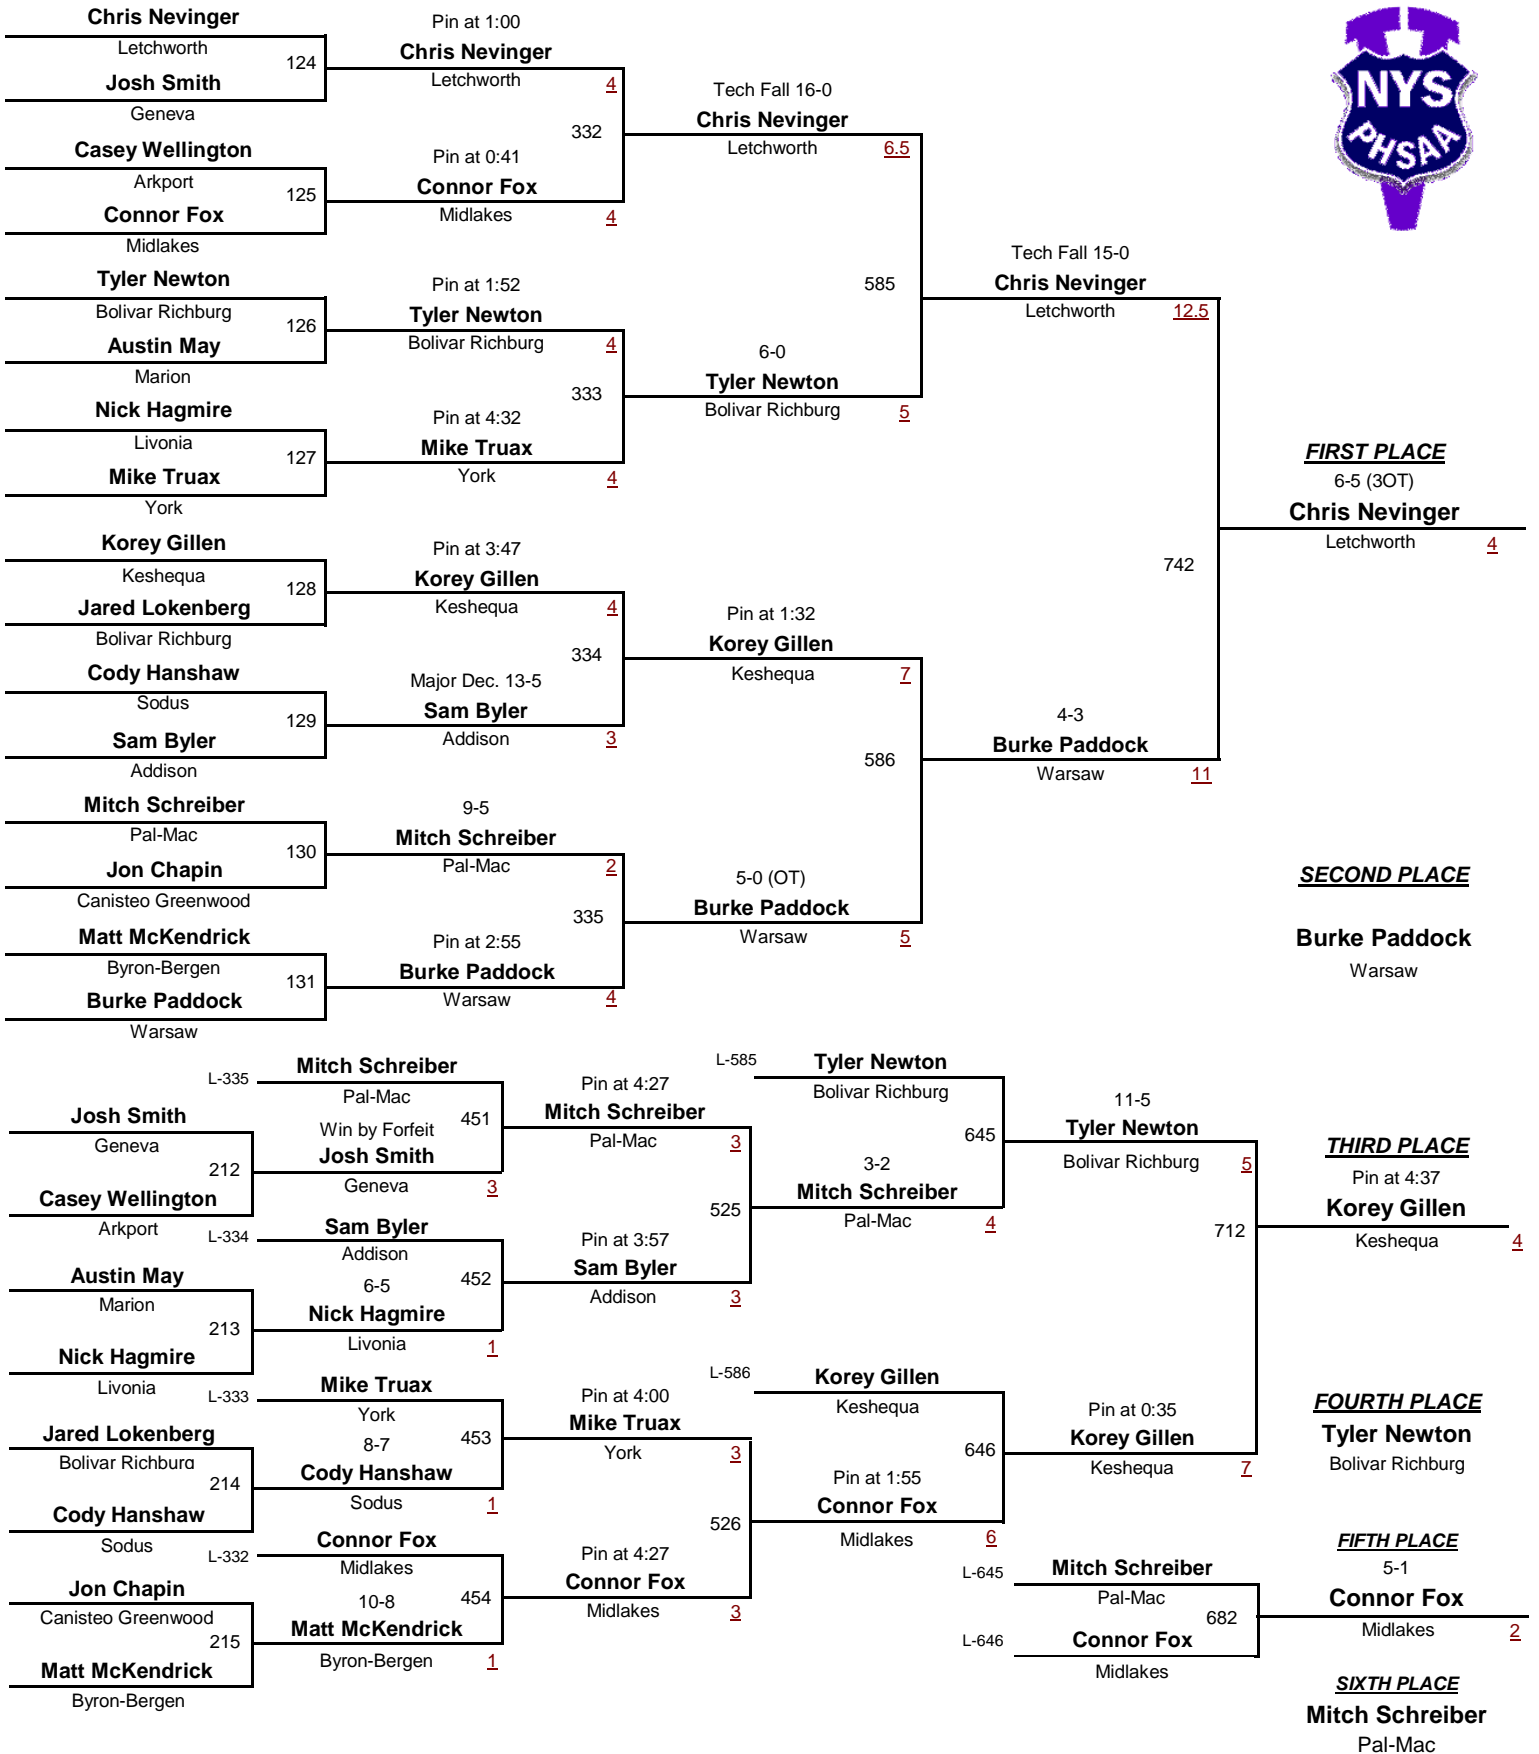 Chris Nevinger
Letchworth
124
Josh Smith
Geneva
Casey Wellington
Arkport
125
Connor Fox
Midlakes
Tyler Newton
Bolivar Richburg
126
Austin May
Marion
Nick Hagmire
Livonia
127
Mike Truax
York
Korey Gillen
Keshequa
128
Jared Lokenberg
Bolivar Richburg
Cody Hanshaw
Sodus
129
Sam Byler
Addison
Mitch Schreiber
Pal-Mac
130
Jon Chapin
Canisteo Greenwood
Matt McKendrick
Byron-Bergen
131
Burke Paddock
Warsaw
Pin at 1:00
Chris Nevinger
Letchworth 4
332
Pin at 0:41
Connor Fox
Midlakes 4
Pin at 1:52
Tyler Newton
Bolivar Richburg 4
333
Pin at 4:32
Mike Truax
York 4
Pin at 3:47
Korey Gillen
Keshequa 4
334
Major Dec. 13-5
Sam Byler
Addison 3
9-5
Mitch Schreiber
Pal-Mac 2
335
Pin at 2:55
Burke Paddock
Warsaw 4
Tech Fall 16-0
Chris Nevinger
Letchworth 6.5
585
6-0
Tyler Newton
Bolivar Richburg 5
Pin at 1:32
Korey Gillen
Keshequa 7
586
5-0 (OT)
Burke Paddock
Warsaw 5
Tech Fall 15-0
Chris Nevinger
Letchworth 12.5
742
4-3
Burke Paddock
Warsaw 11
NYS
PHSAA
FIRST PLACE
6-5 (3OT)
Chris Nevinger
Letchworth 4
SECOND PLACE
Burke Paddock
Warsaw
Josh Smith
Geneva
212
Casey Wellington
Arkport
Austin May
Marion
213
Nick Hagmire
Livonia
Jared Lokenberg
Bolivar Richburg
214
Cody Hanshaw
Sodus
Jon Chapin
Canisteo Greenwood
215
Matt McKendrick
Byron-Bergen
L-335
Mitch Schreiber
Pal-Mac
451
Win by Forfeit
Josh Smith
Geneva 3
L-334
Sam Byler
Addison
452
6-5
Nick Hagmire
Livonia 1
L-333
Mike Truax
York
453
8-7
Cody Hanshaw
Sodus 1
L-332
Connor Fox
Midlakes
454
10-8
Matt McKendrick
Byron-Bergen 1
Pin at 4:27
Mitch Schreiber
Pal-Mac 3
525
Pin at 3:57
Sam Byler
Addison 3
Pin at 4:00
Mike Truax
York 3
526
Pin at 4:27
Connor Fox
Midlakes 3
L-585
Tyler Newton
Bolivar Richburg
645
3-2
Mitch Schreiber
Pal-Mac 4
L-586
Korey Gillen
Keshequa
646
Pin at 1:55
Connor Fox
Midlakes 6
11-5
Tyler Newton
Bolivar Richburg 5
712
Pin at 0:35
Korey Gillen
Keshequa 7
L-645
Mitch Schreiber
Pal-Mac
682
L-646
Connor Fox
Midlakes
THIRD PLACE
Pin at 4:37
Korey Gillen
Keshequa 4
FOURTH PLACE
Tyler Newton
Bolivar Richburg
FIFTH PLACE
5-1
Connor Fox
Midlakes 2
SIXTH PLACE
Mitch Schreiber
Pal-Mac